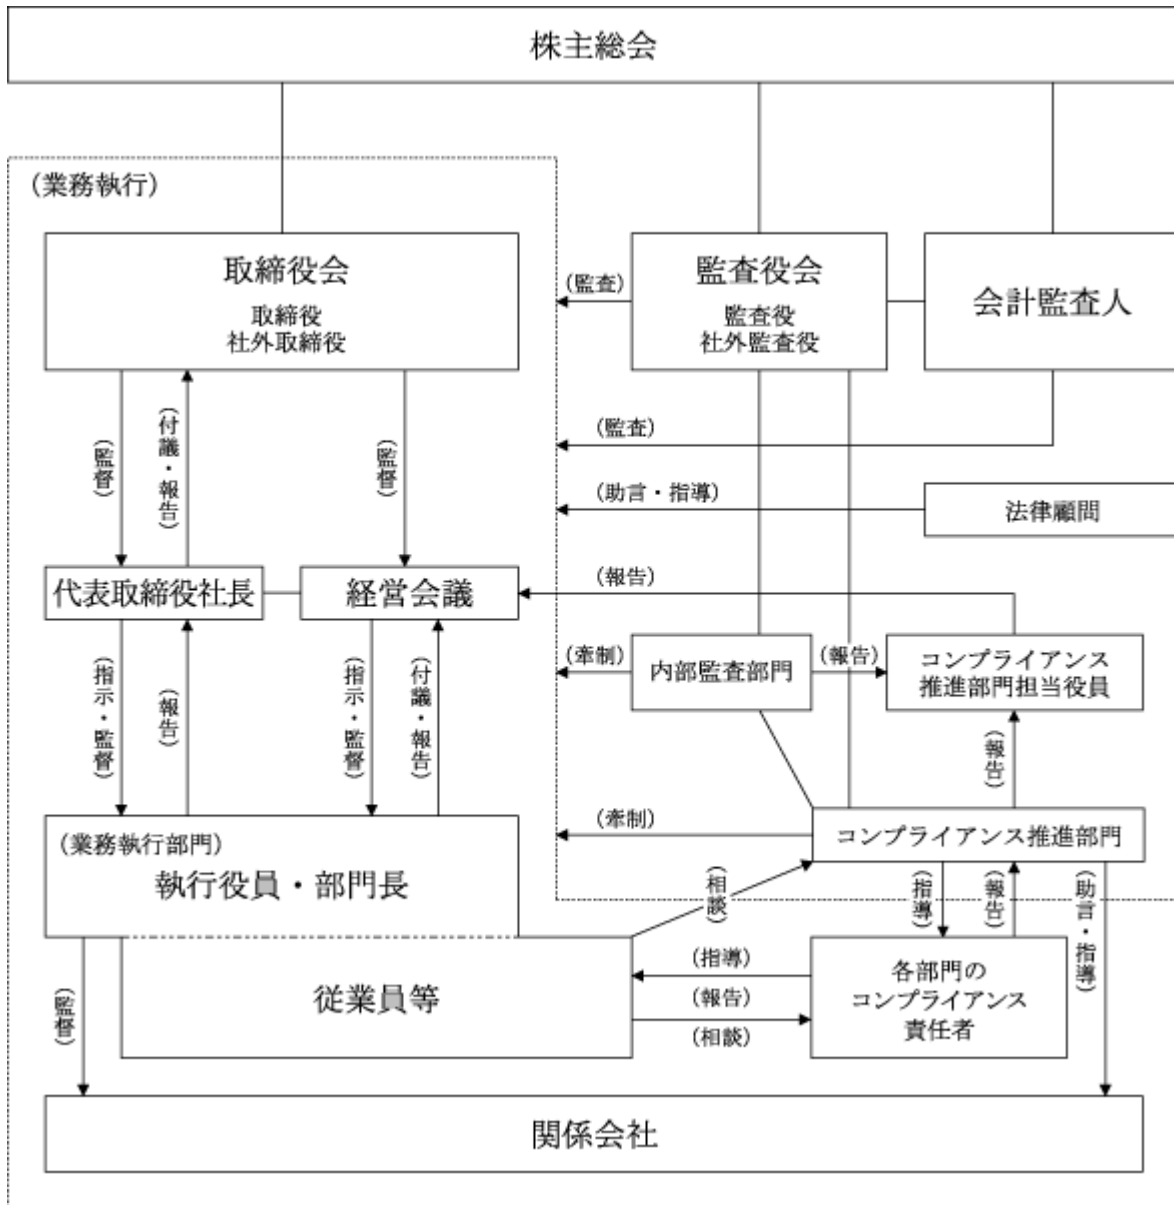 株主総会
（業務執行）
取締役会
取締役
社外取締役
（監査）
監査役会
監査役
社外監査役
会計監査人
（監督）
（付議・報告）
（監督）
（監査）
（助言・指導）
法律顧問
代表取締役社長
経営会議
（報告）
（指示・監督）
（報告）
（指示・監督）
（付議・報告）
（牽制）
内部監査部門
（報告）
コンプライアンス
推進部門担当役員
（報告）
（牽制）
コンプライアンス推進部門
（業務執行部門）
執行役員・部門長
（相談）
（指導）
（報告）
（助言・指導）
従業員等
（指導）
（報告）
（相談）
各部門の
コンプライアンス
責任者
（監督）
関係会社